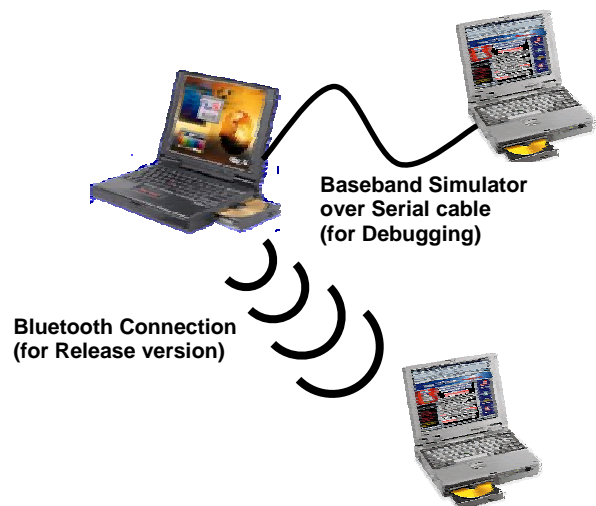 Baseband Simulator
over Serial cable
(for Debugging)
Bluetooth Connection
(for Release version)